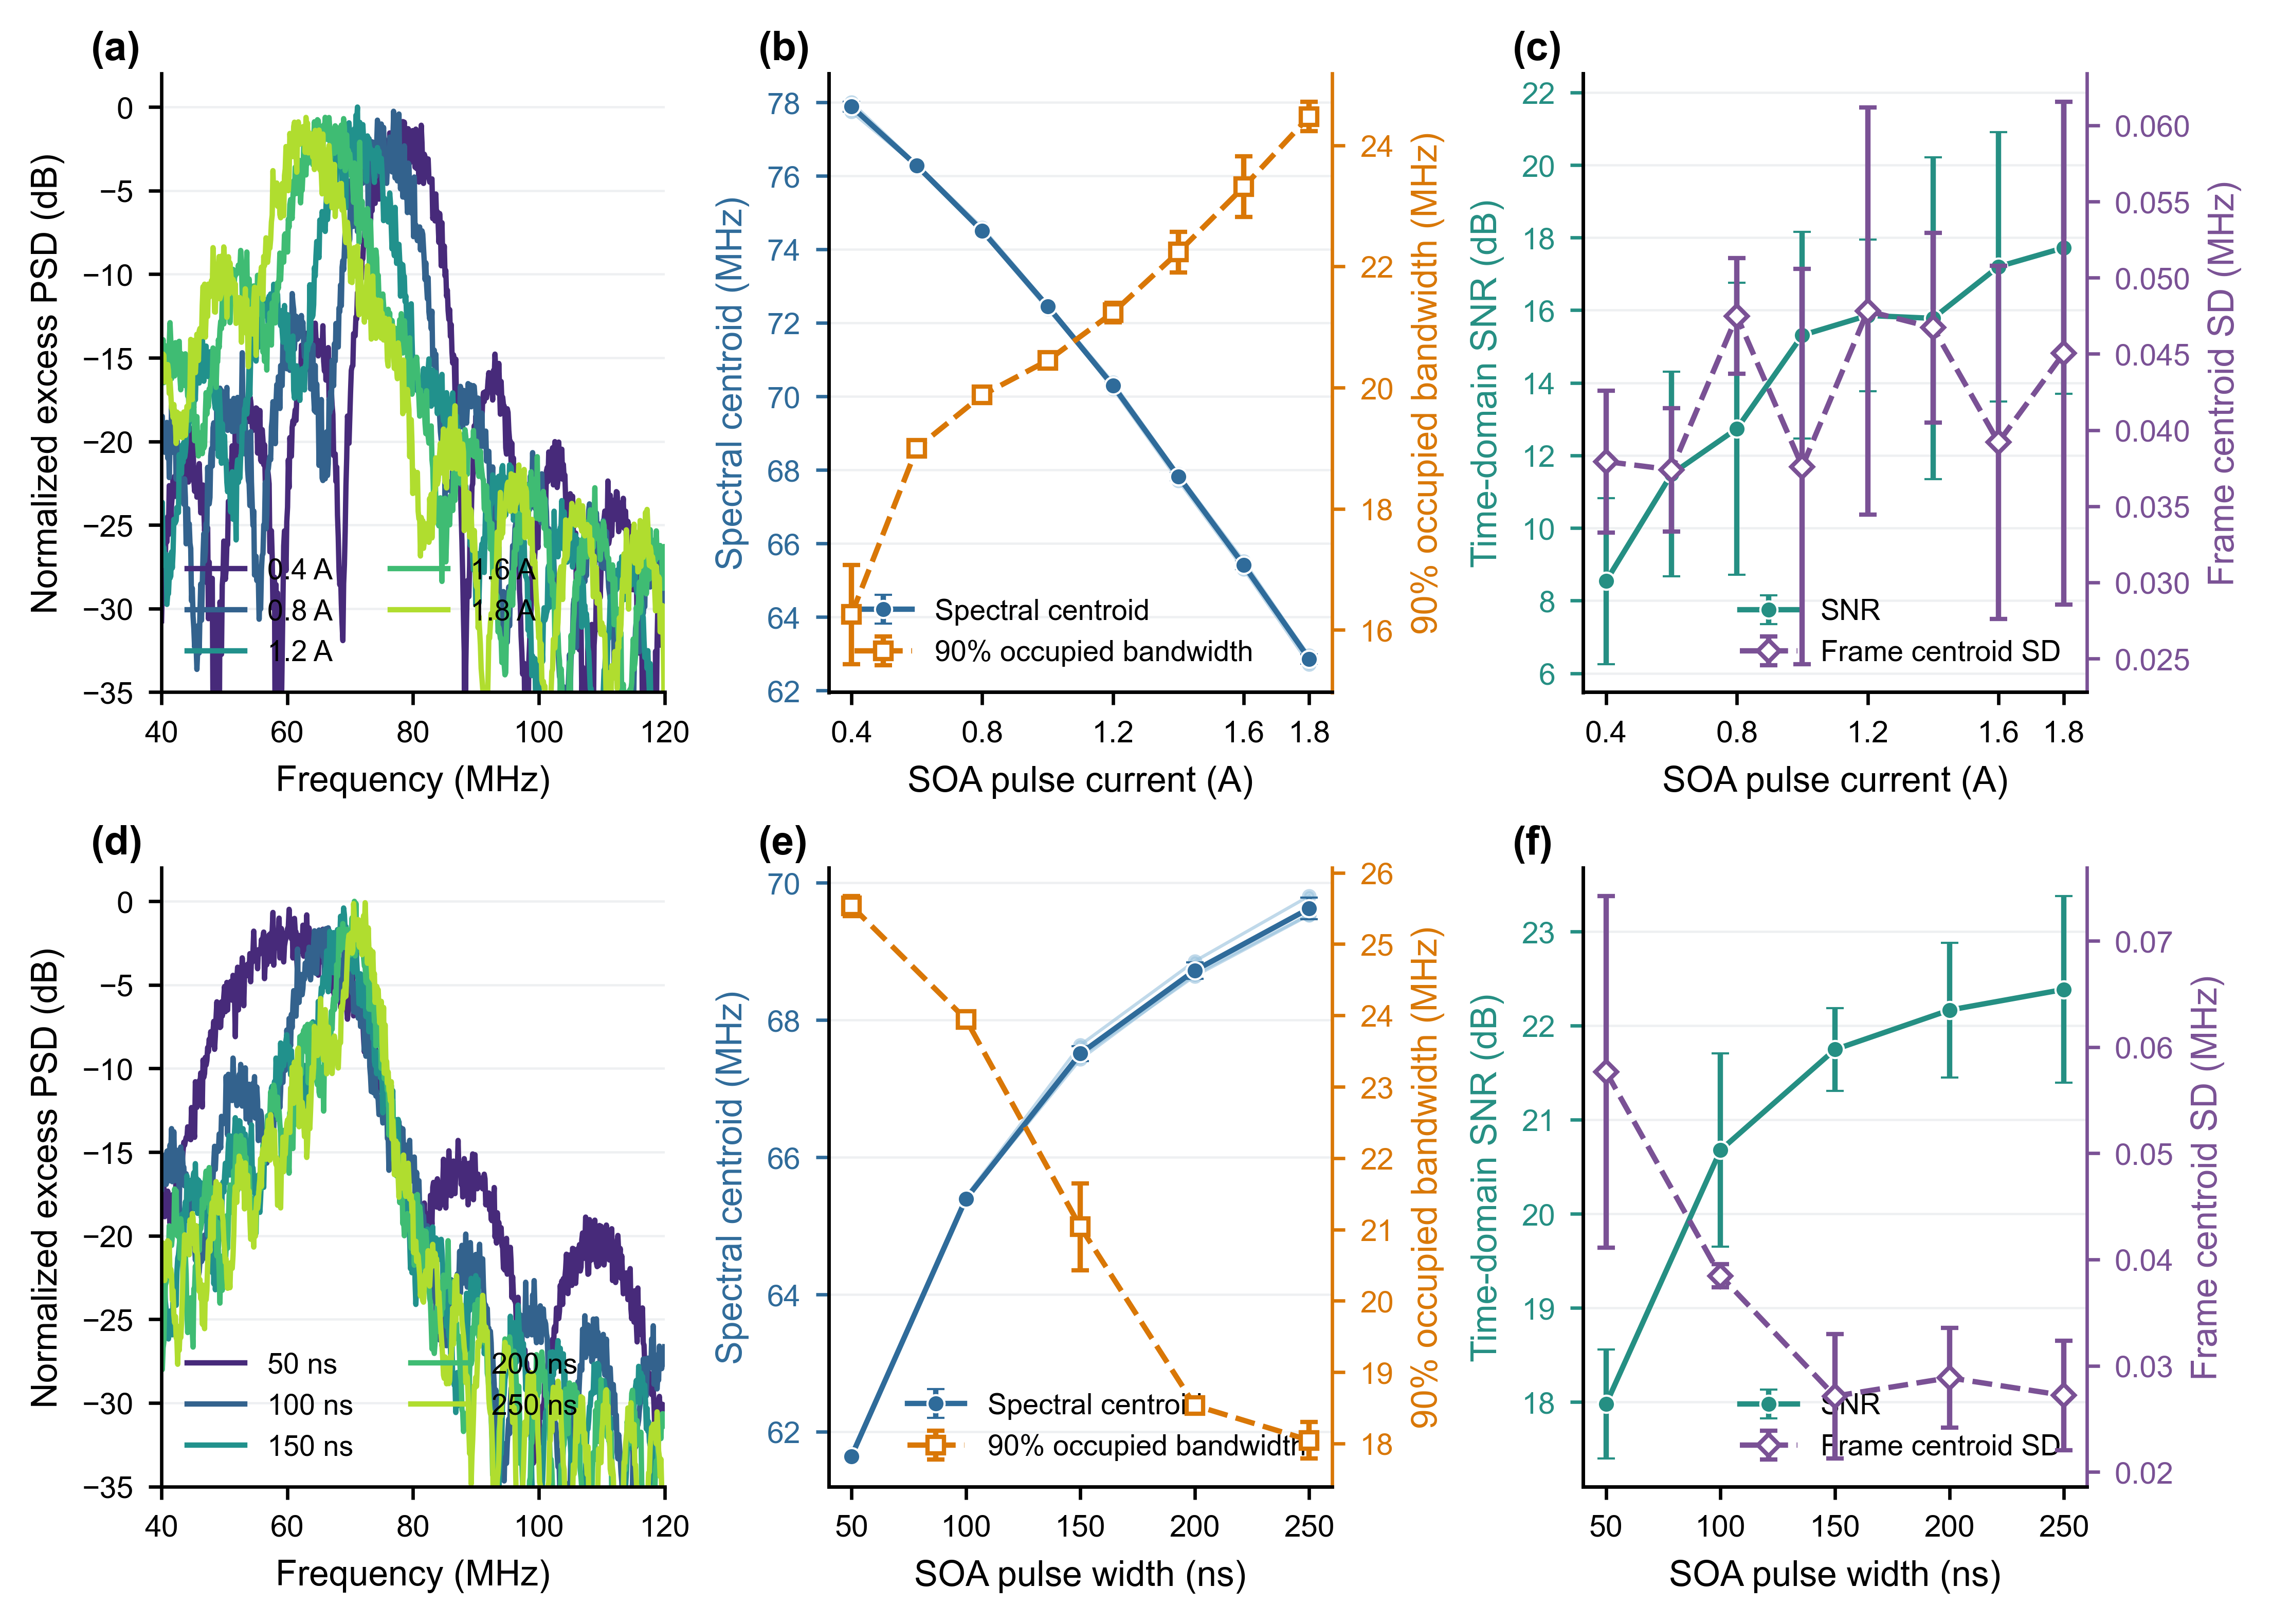 (a)
Normalized excess PSD (dB)
0
−5
−10
−15
−20
−25
−30
−35
0.4 A
0.8 A
1.2 A
1.6 A
1.8 A
40 60 80 100 120
Frequency (MHz)
(b)
Spectral centroid (MHz)
78
76
74
72
70
68
66
64
62
Spectral centroid
90% occupied bandwidth
24
22
20
18
16
90% occupied bandwidth (MHz)
0.4 0.8 1.2 1.6 1.8
SOA pulse current (A)
(c)
Time-domain SNR (dB)
22
20
18
16
14
12
10
8
6
SNR
Frame centroid SD
0.060
0.055
0.050
0.045
0.040
0.035
0.030
0.025
Frame centroid SD (MHz)
0.4 0.8 1.2 1.6 1.8
SOA pulse current (A)
(d)
Normalized excess PSD (dB)
0
−5
−10
−15
−20
−25
−30
−35
50 ns
100 ns
150 ns
200 ns
250 ns
40 60 80 100 120
Frequency (MHz)
(e)
Spectral centroid (MHz)
70
68
66
64
62
Spectral centroid
90% occupied bandwidth
26
25
24
23
22
21
20
19
18
90% occupied bandwidth (MHz)
50 100 150 200 250
SOA pulse width (ns)
(f)
Time-domain SNR (dB)
23
22
21
20
19
18
SNR
Frame centroid SD
0.07
0.06
0.05
0.04
0.03
0.02
Frame centroid SD (MHz)
50 100 150 200 250
SOA pulse width (ns)